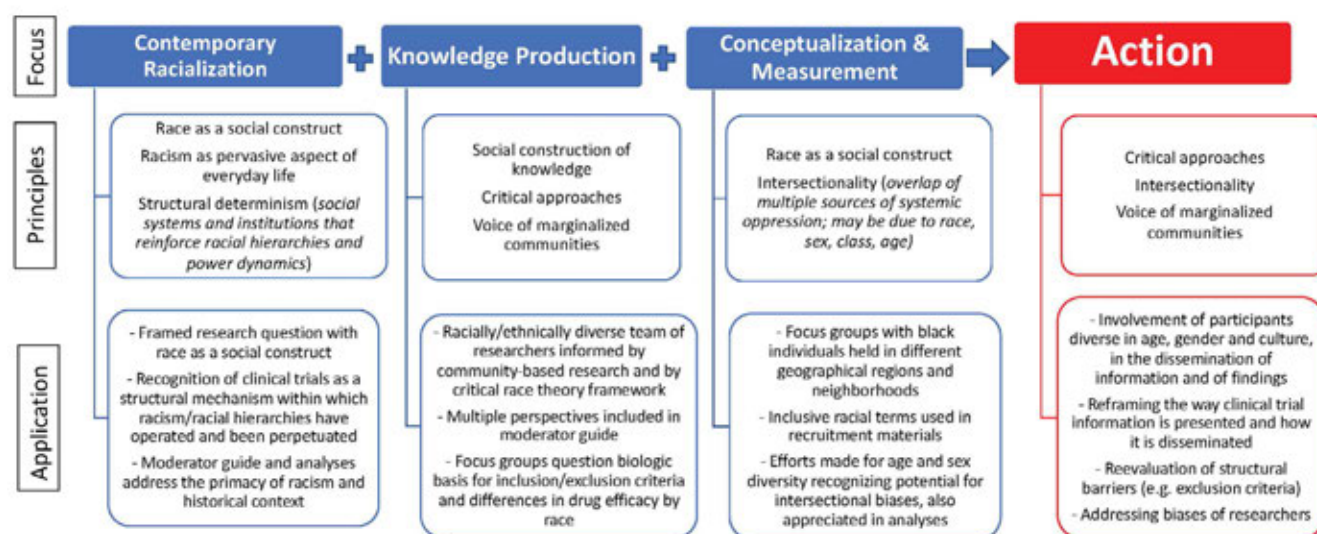 Focus
Contemporary
Racialization
Knowledge Production
Conceptualization &
Measurement
Action
Principles
Race as a social construct
Racism as pervasive aspect of
everyday life
Structural determinism (social
systems and institutions that
reinforce racial hierarchies and
power dynamics)
Social construction of
knowledge
Critical approaches
Voice of marginalized
communities
Race as a social construct
Intersectionality (overlap of
multiple sources of systemic
oppression; may be due to race,
sex, class, age)
Critical approaches
Intersectionality
Voice of marginalized
communities
Application
- Framed research question with
race as a social construct
- Recognition of clinical trials as a
structural mechanism within which
racism/racial hierarchies have
operated and been perpetuated
- Moderator guide and analyses
address the primacy of racism and
historical context
- Racially/ethnically diverse team of
researchers informed by
community-based research and by
critical race theory framework
- Multiple perspectives included in
moderator guide
- Focus groups question biologic
basis for inclusion/exclusion criteria
and differences in drug efficacy by
race
- Focus groups with black
individuals held in different
geographical regions and
neighborhoods
- Inclusive racial terms used in
recruitment materials
- Efforts made for age and sex
diversity recognizing potential for
intersectional biases, also
appreciated in analyses
- Involvement of participants
diverse in age, gender and culture,
in the dissemination of
information and of findings
- Reframing the way clinical trial
information is presented and how
it is disseminated
- Reevaluation of structural
barriers (e.g. exclusion criteria)
- Addressing biases of researchers